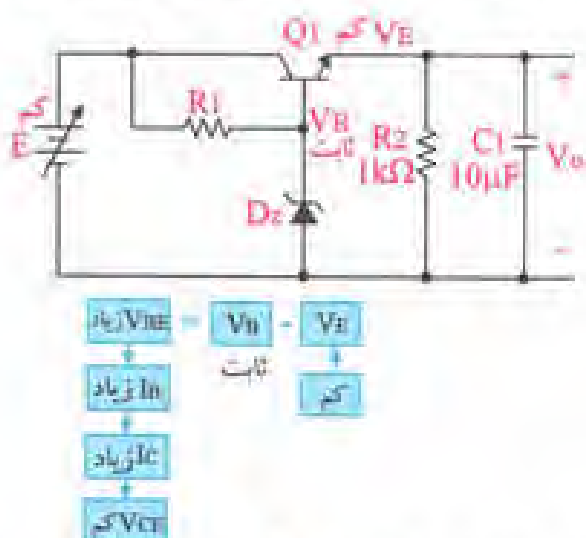 Q1 کم VE
R1
کم
E
VB
ثابت
R2
1kΩ
C1
10µF
+
Vo
-
Dz
زیاد VBE = VB - VE
ثابت
کم
زیاد IB
زیاد IC
کم VCE